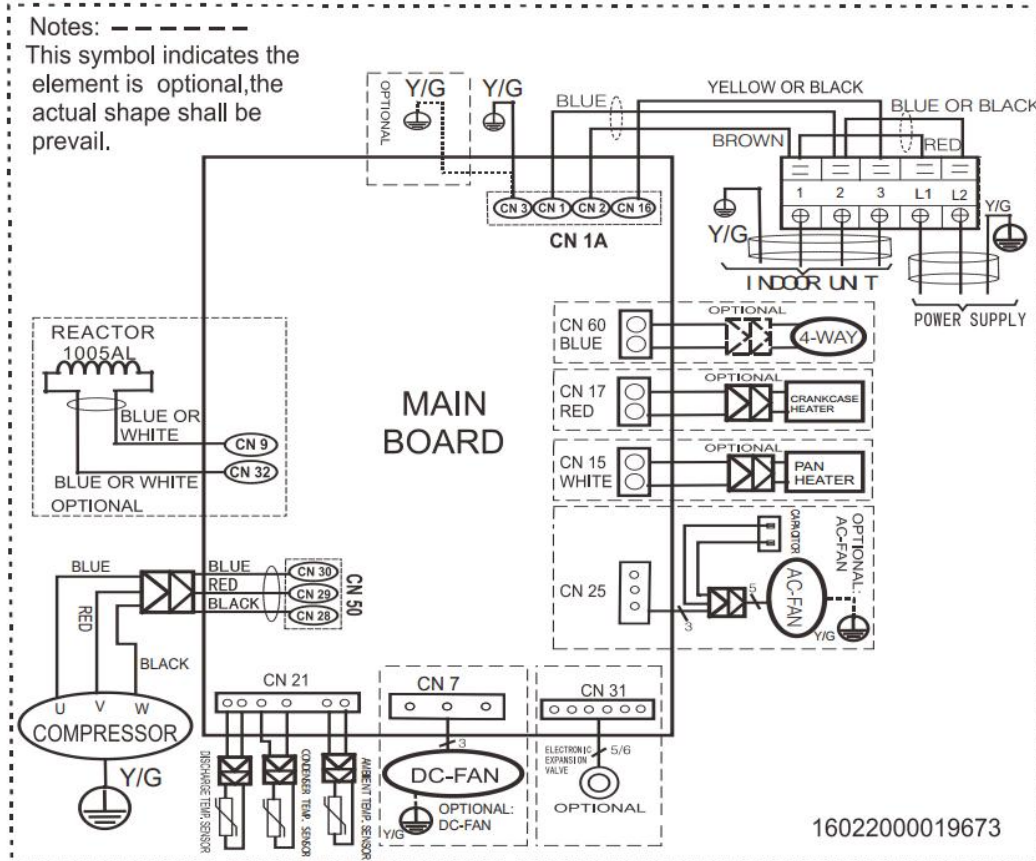 Notes:
This symbol indicates the
element is optional,the
actual shape shall be
prevail.
OPTIONAL
Y/G
Y/G
BLUE
YELLOW OR BLACK
BLUE OR BLACK
BROWN
RED
1 2 3 L1 L2
Y/G
Y/G
INDOOR UNIT
POWER SUPPLY
CN 3 CN 1 CN 2 CN 16
CN 1A
REACTOR
1005AL
BLUE OR
WHITE
CN 9
CN 32
BLUE OR WHITE
OPTIONAL
MAIN
BOARD
CN 60
BLUE
OPTIONAL
4-WAY
CN 17
RED
OPTIONAL
CRANKCASE
HEATER
CN 15
WHITE
OPTIONAL
PAN
HEATER
CN 25
3
5
CAPACITOR
AC-FAN
OPTIONAL:
AC-FAN
Y/G
BLUE
RED
BLACK
BLUE
RED
BLACK
CN 30
CN 29
CN 28
CN 50
U V W
COMPRESSOR
Y/G
CN 21
DISCHARGE TEMP. SENSOR
CONDENSER TEMP. SENSOR
AMBIENT TEMP. SENSOR
CN 7
3
DC-FAN
Y/G
OPTIONAL:
DC-FAN
CN 31
ELECTRONIC
EXPANSION
VALVE
5/6
OPTIONAL
16022000019673